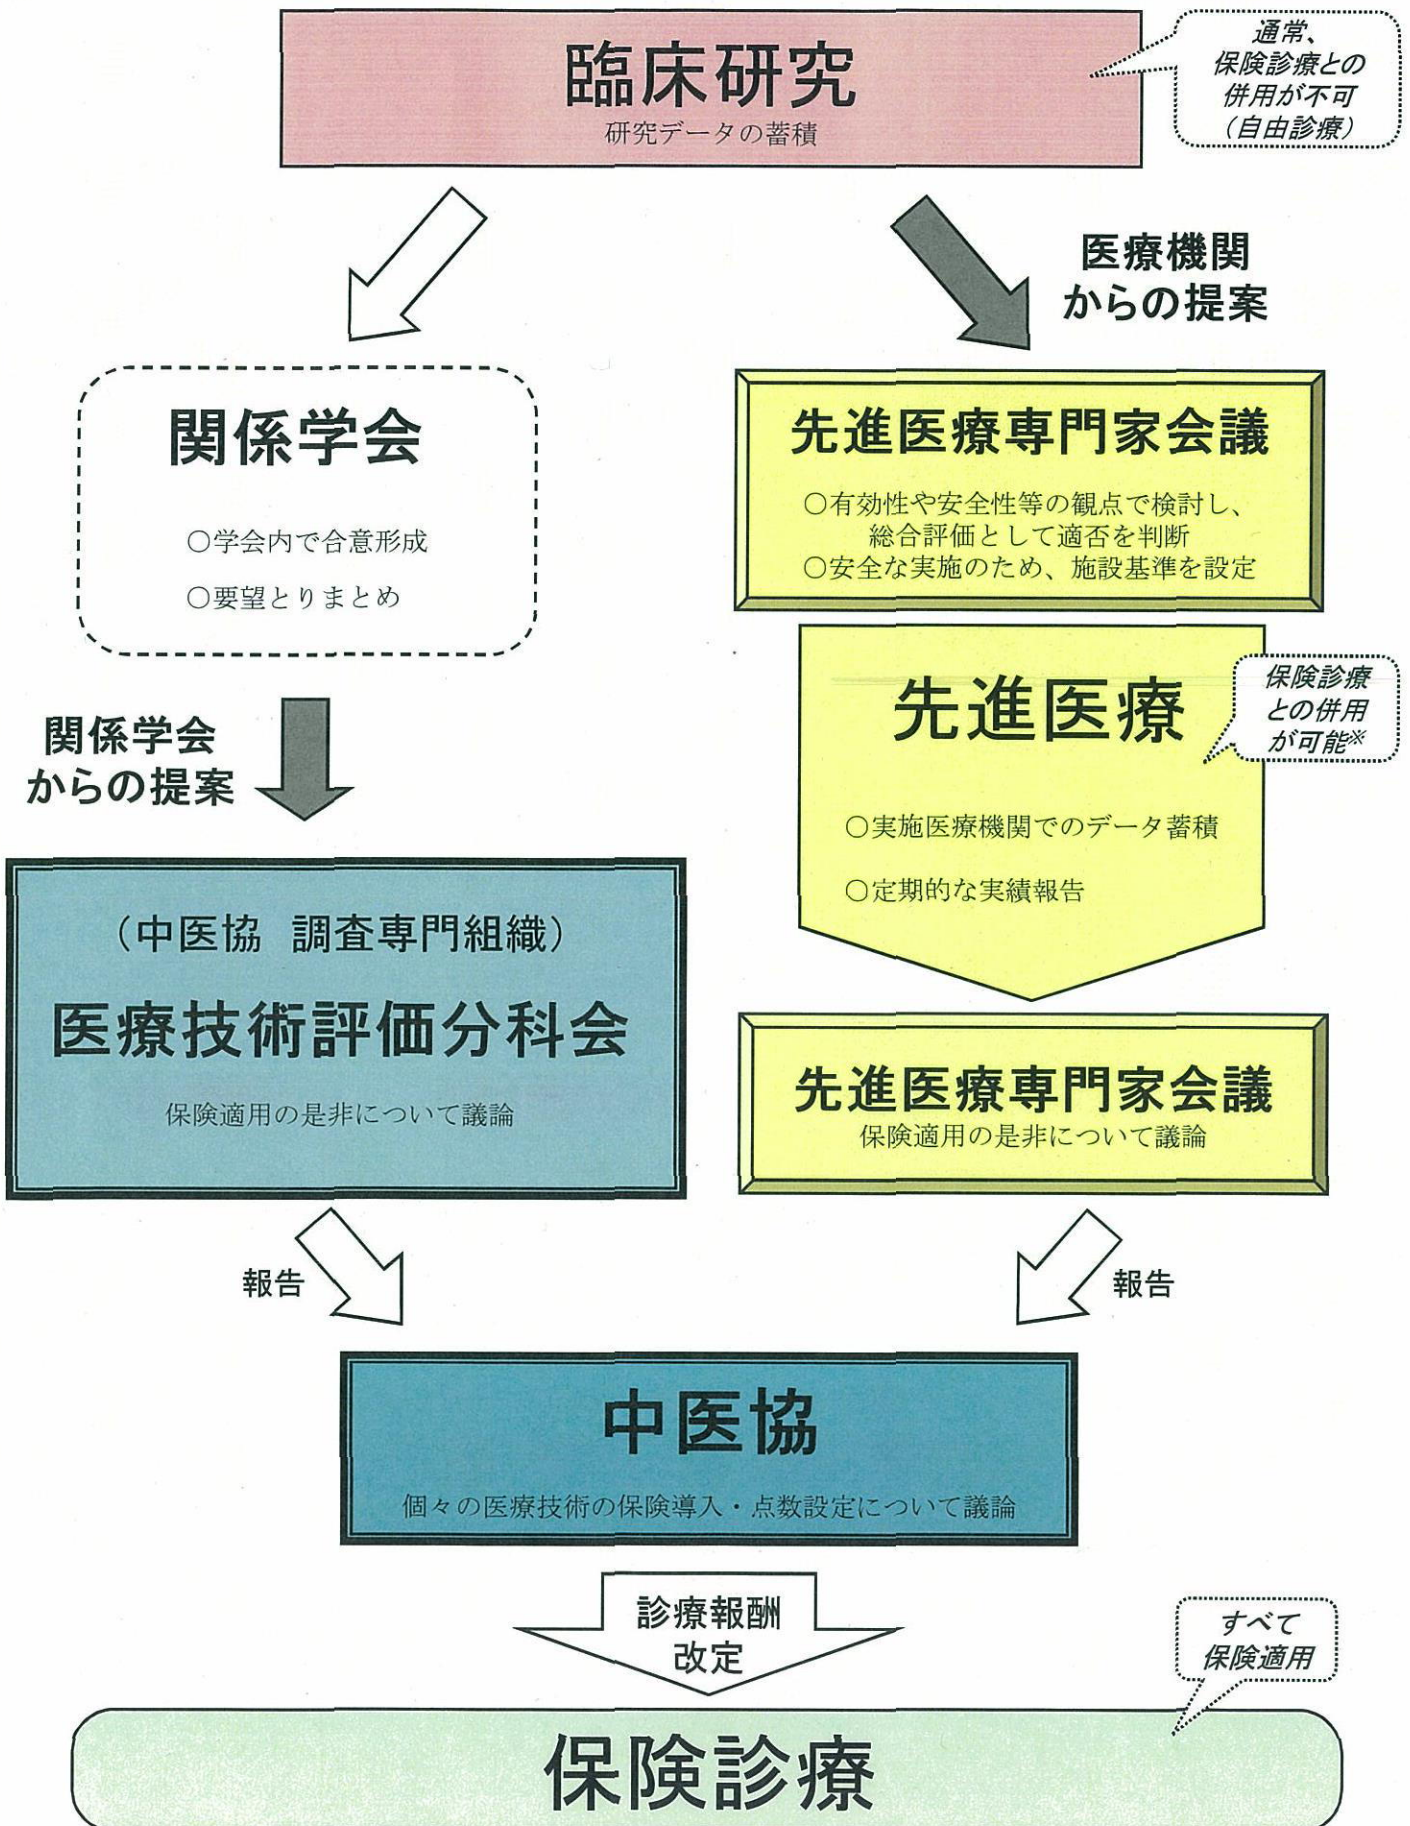 臨床研究
研究データの蓄積
通常、
保険診療との
併用が不可
（自由診療）
医療機関
からの提案
関係学会
○学会内で合意形成
○要望とりまとめ
先進医療専門家会議
○有効性や安全性等の観点で検討し、
総合評価として適否を判断
○安全な実施のため、施設基準を設定
関係学会
からの提案
先進医療
○実施医療機関でのデータ蓄積
○定期的な実績報告
保険診療
との併用
が可能※
（中医協 調査専門組織）
医療技術評価分科会
保険適用の是非について議論
先進医療専門家会議
保険適用の是非について議論
報告
報告
中医協
個々の医療技術の保険導入・点数設定について議論
診療報酬
改定
すべて
保険適用
保険診療